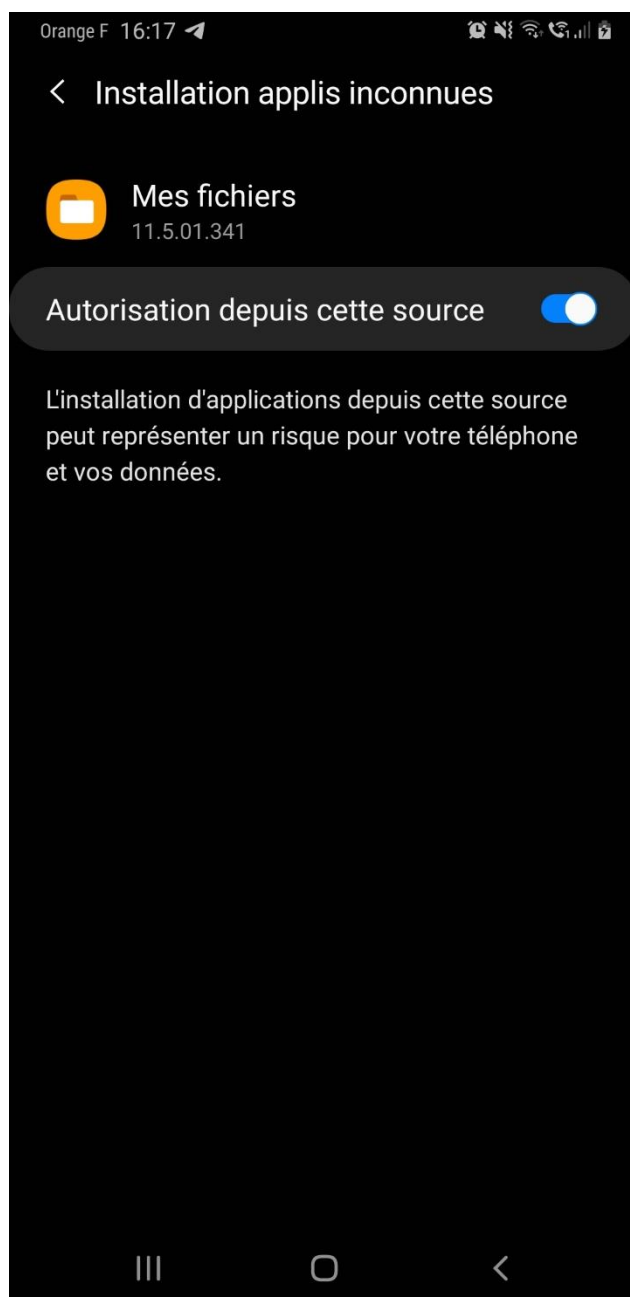 Orange F 16:17
Installation applis inconnues
Mes fichiers
11.5.01.341
Autorisation depuis cette source
L'installation d'applications depuis cette source
peut représenter un risque pour votre téléphone
et vos données.